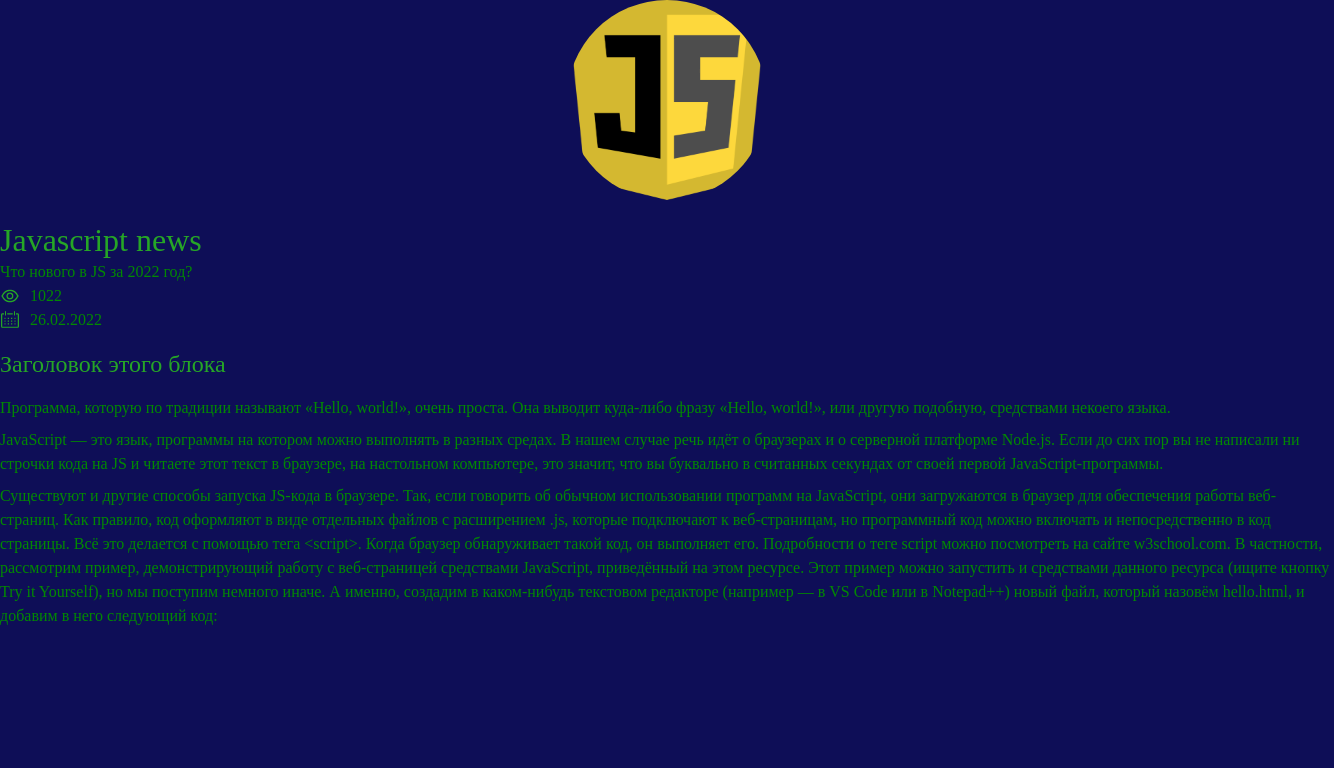 JS
Javascript news
Что нового в JS за 2022 год?
1022
26.02.2022
Заголовок этого блока
Программа, которую по традиции называют «Hello, world!», очень проста. Она выводит куда-либо фразу «Hello, world!», или другую подобную, средствами некоего языка.
JavaScript — это язык, программы на котором можно выполнять в разных средах. В нашем случае речь идёт о браузерах и о серверной платформе Node.js. Если до сих пор вы не написали ни
строчки кода на JS и читаете этот текст в браузере, на настольном компьютере, это значит, что вы буквально в считанных секундах от своей первой JavaScript-программы.
Существуют и другие способы запуска JS-кода в браузере. Так, если говорить об обычном использовании программ на JavaScript, они загружаются в браузер для обеспечения работы веб-
страниц. Как правило, код оформляют в виде отдельных файлов с расширением .js, которые подключают к веб-страницам, но программный код можно включать и непосредственно в код
страницы. Всё это делается с помощью тега <script>. Когда браузер обнаруживает такой код, он выполняет его. Подробности о теге script можно посмотреть на сайте w3school.com. В частности,
рассмотрим пример, демонстрирующий работу с веб-страницей средствами JavaScript, приведённый на этом ресурсе. Этот пример можно запустить и средствами данного ресурса (ищите кнопку
Try it Yourself), но мы поступим немного иначе. А именно, создадим в каком-нибудь текстовом редакторе (например — в VS Code или в Notepad++) новый файл, который назовём hello.html, и
добавим в него следующий код: